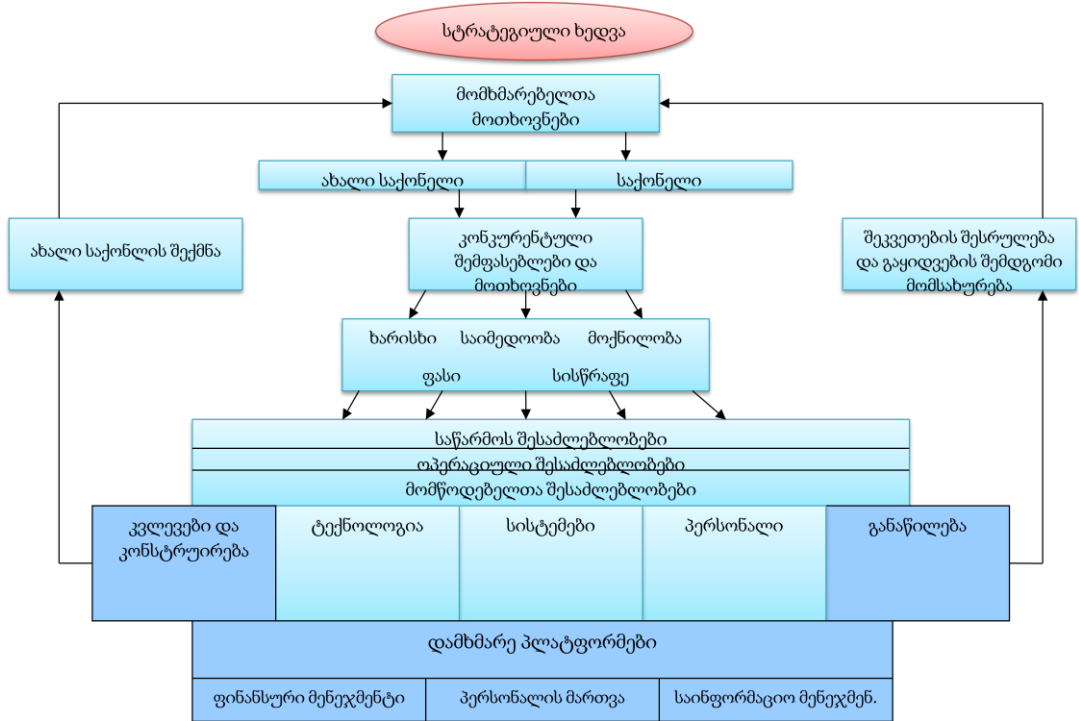 სტრატეგიული ხედვა
მომხმარებელთა
მოთხოვნები
ახალი საქონელი
საქონელი
ახალი საქონლის შექმნა
კონკურენტული
შემფასებლები და
მოთხოვნები
შეკვეთების შესრულება
და გაყიდვების შემდგომი
მომსახურება
ხარისხი საიმედოობა მოქნილობა
ფასი სისწრაფე
საწარმოს შესაძლებლობები
ოპერაციული შესაძლებლობები
მომწოდებელთა შესაძლებლობები
კვლევები და
კონსტრუირება
ტექნოლოგია
სისტემები
პერსონალი
განაწილება
დამხმარე პლატფორმები
ფინანსური მენეჯმენტი
პერსონალის მართვა
საინფორმაციო მენეჯმენ.